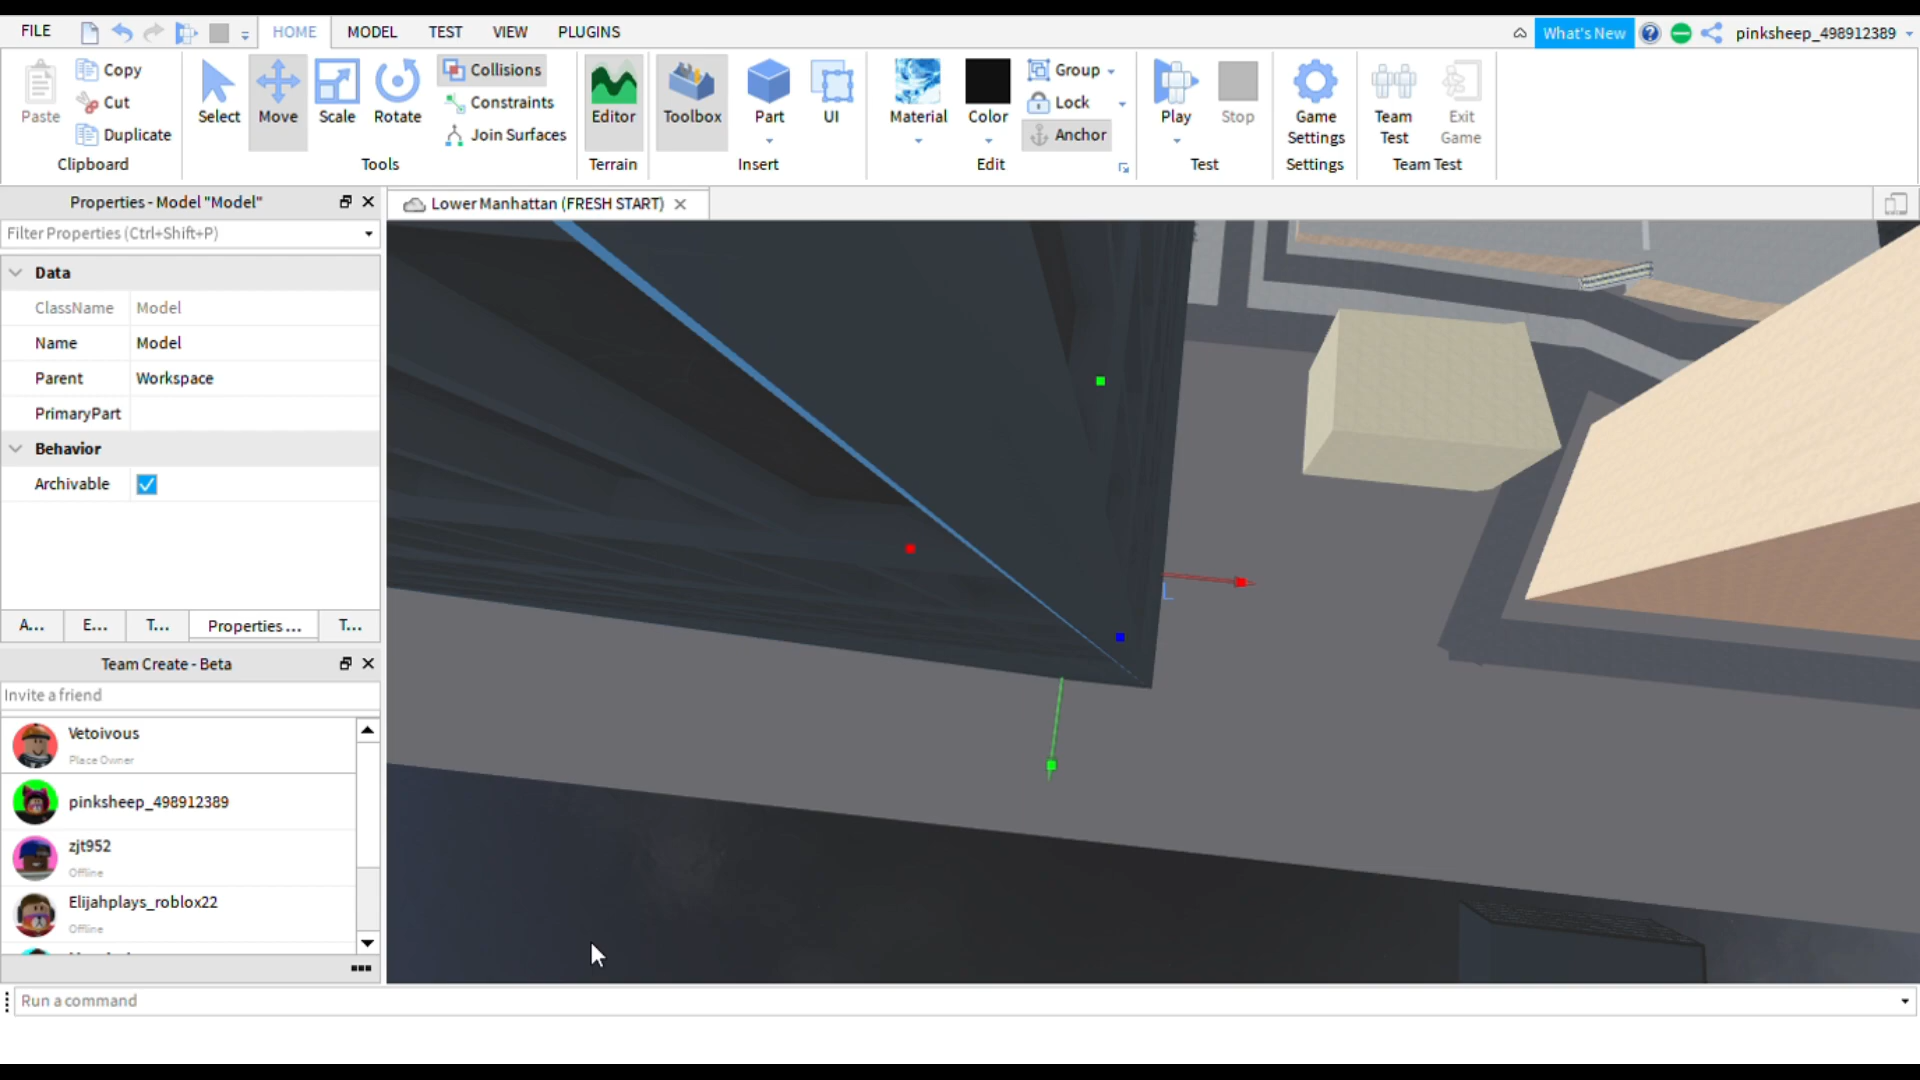 FILE
HOME
MODEL
TEST
VIEW
PLUGINS
What's New
pinksheep_498912389
Paste
Copy
Cut
Duplicate
Clipboard
Select
Move
Scale
Rotate
Collisions
Constraints
Join Surfaces
Tools
Editor
Terrain
Toolbox
Part
UI
Insert
Material
Color
Group
Lock
Anchor
Edit
Play
Stop
Test
Game
Settings
Settings
Team
Test
Exit
Game
Team Test
Properties - Model "Model"
Filter Properties (Ctrl+Shift+P)
Data
ClassName Model
Name Model
Parent Workspace
PrimaryPart
Behavior
Archivable
A... E... T... Properties ... T...
Lower Manhattan (FRESH START)
L
Team Create - Beta
Invite a friend
Vetoivous
Place Owner
pinksheep_498912389
zjt952
Offline
Elijahplays_roblox22
Offline
Run a command